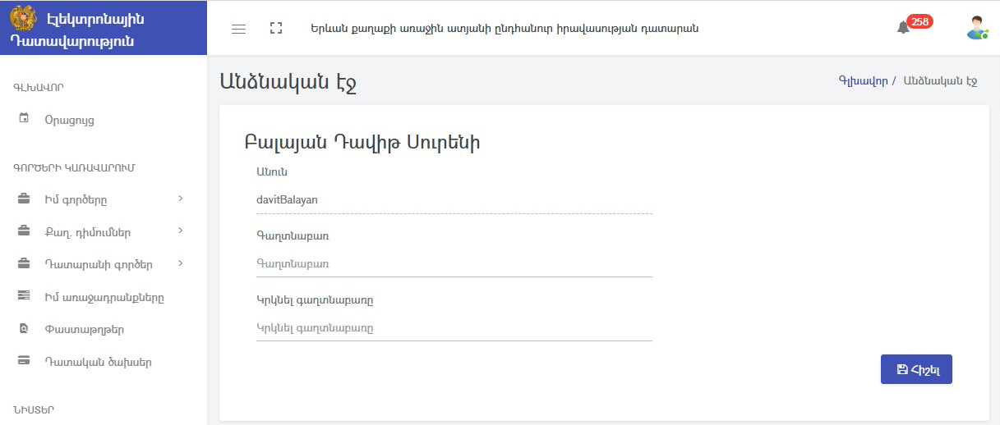 Էլեկտրոնային
Դատավարություն
Երևան քաղաքի առաջին ատյանի ընդհանուր իրավասության դատարան
258
ԳԼԽԱՎՈՐ
Օրացույց
ԳՈՐԾԵՐԻ ԿԱՌԱՎԱՐՈՒՄ
Իմ գործերը
Քաղ. դիմումներ
Դատարանի գործեր
Իմ առաջադրանքները
Փաստաթղթեր
Դատական ծախսեր
ՆԻՍՏԵՐ
Անձնական էջ
Գլխավոր / Անձնական էջ
Բալայան Դավիթ Սուրենի
Անուն
davitBalayan
Գաղտնաբառ
Գաղտնաբառ
Կրկնել գաղտնաբառը
Կրկնել գաղտնաբառը
Հիշել